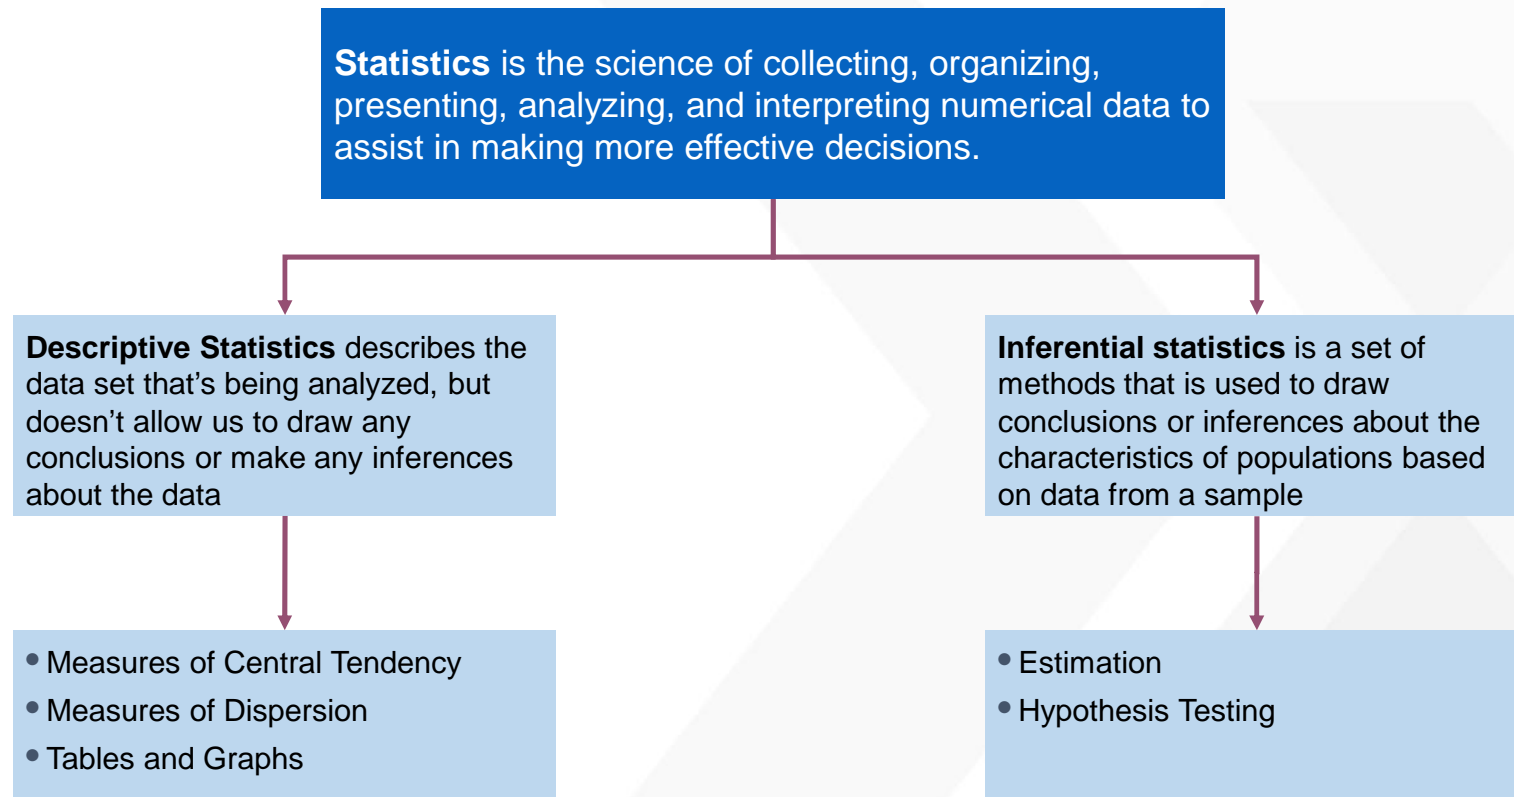 Statistics is the science of collecting, organizing,
presenting, analyzing, and interpreting numerical data to
assist in making more effective decisions.
Descriptive Statistics describes the
data set that's being analyzed, but
doesn't allow us to draw any
conclusions or make any inferences
about the data
Inferential statistics is a set of
methods that is used to draw
conclusions or inferences about the
characteristics of populations based
on data from a sample
• Measures of Central Tendency
• Measures of Dispersion
• Tables and Graphs
• Estimation
• Hypothesis Testing